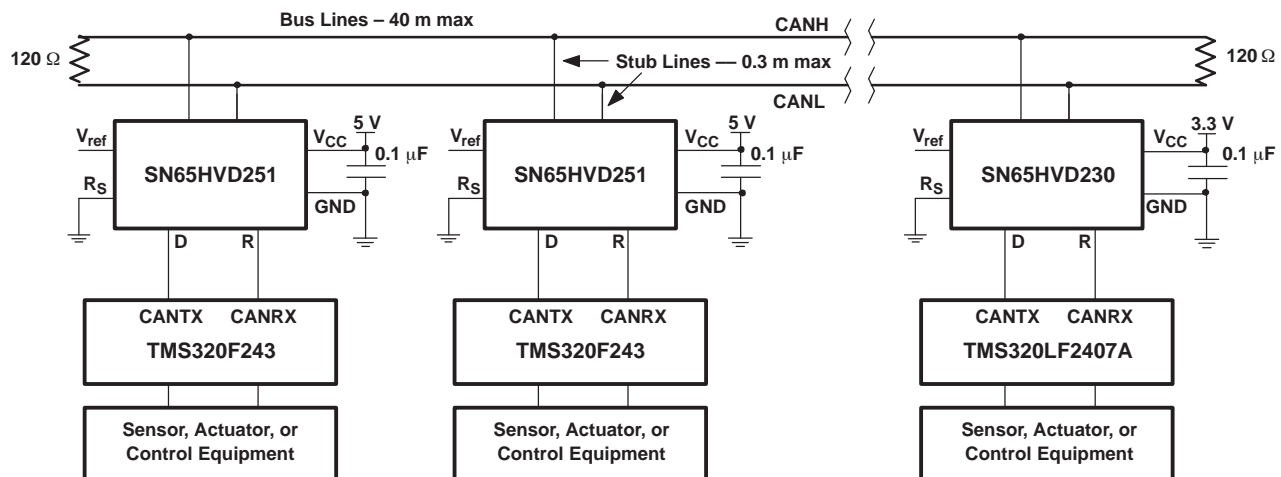 Bus Lines – 40 m max
CANH
120 Ω
120 Ω
Stub Lines –– 0.3 m max
CANL
Vref
VCC
5 V
0.1 μF
SN65HVD251
RS
GND
D
R
Vref
VCC
5 V
0.1 μF
SN65HVD251
RS
GND
D
R
Vref
VCC
3.3 V
0.1 μF
SN65HVD230
RS
GND
D
R
CANTX CANRX
TMS320F243
CANTX CANRX
TMS320F243
CANTX CANRX
TMS320LF2407A
Sensor, Actuator, or
Control Equipment
Sensor, Actuator, or
Control Equipment
Sensor, Actuator, or
Control Equipment